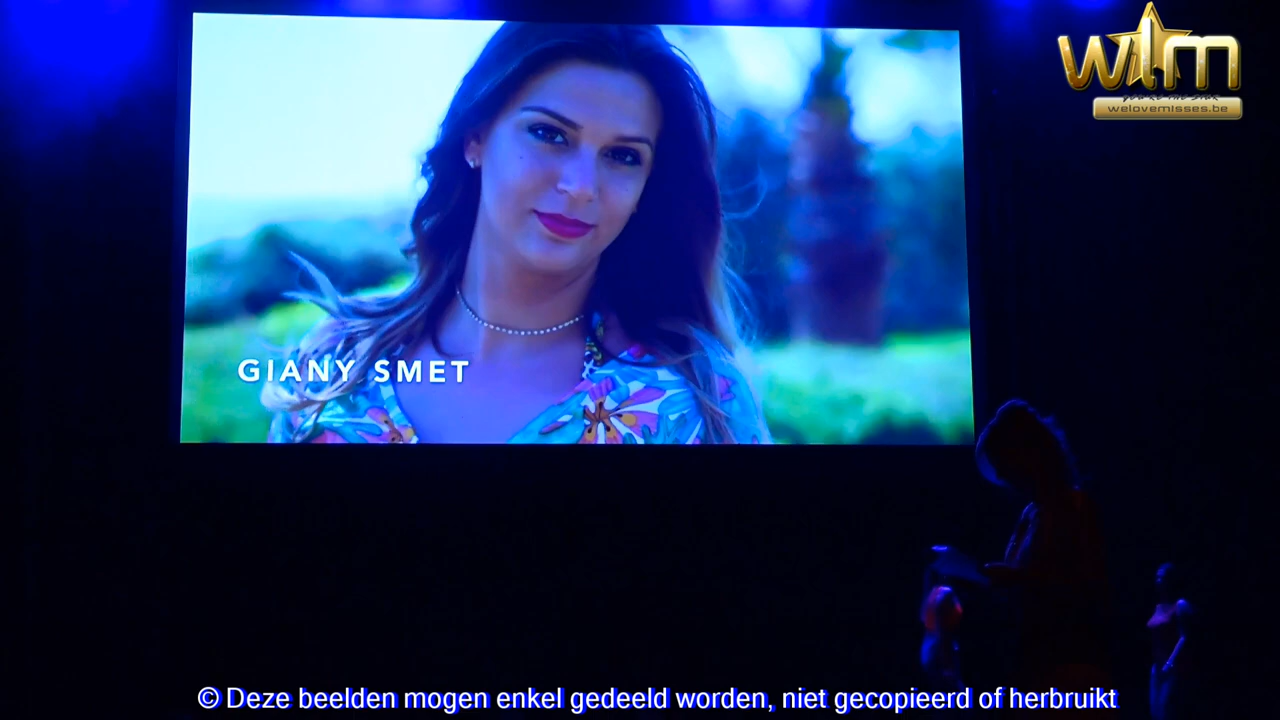 wlm
welovemisses.be
GIANY SMET
© Deze beelden mogen enkel gedeeld worden, niet gecopieerd of herbruikt